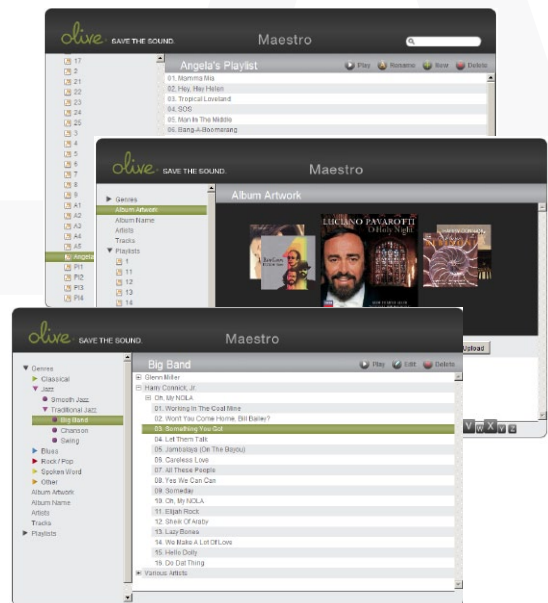 olive SAVE THE SOUND.
Maestro
17
2
21
22
23
24
25
3
4
5
6
7
8
9
A1
A2
A3
A4
A5
Angela
Pl1
Pl2
Pl3
Pl4
Angela's Playlist
Play Rename New Delete
01. Mamma Mia
02. Hey, Hey Helen
03. Tropical Loveland
04. SOS
05. Man In The Middle
06. Bang-A-Boomarang
olive SAVE THE SOUND.
Maestro
Genres
Album Artwork
Album Name
Artists
Tracks
Playlists
1
11
12
13
14
Album Artwork
LUCIANO PAVAROTTI
O Holy Night
Upload
V W X Y Z
olive SAVE THE SOUND.
Maestro
Genres
Classical
Jazz
Smooth Jazz
Traditional Jazz
Big Band
Chanson
Swing
Blues
Rock / Pop
Spoken Word
Other
Album Artwork
Album Name
Artists
Tracks
Playlists
Big Band
Play Edit Delete
Glenn Miller
Harry Connick, Jr.
Oh, My NOLA
01. Working In The Coal Mine
02. Won't You Come Home, Bill Bailey?
03. Something You Got
04. Let Them Talk
05. Jambalaya (On The Bayou)
06. Careless Love
07. All These People
08. Yes We Can Can
09. Someday
10. Oh, My NOLA
11. Elijah Rock
12. Sheik Of Araby
13. Lazy Bones
14. We Make A Lot Of Love
15. Hello Dolly
16. Do Dat Thing
Various Artists